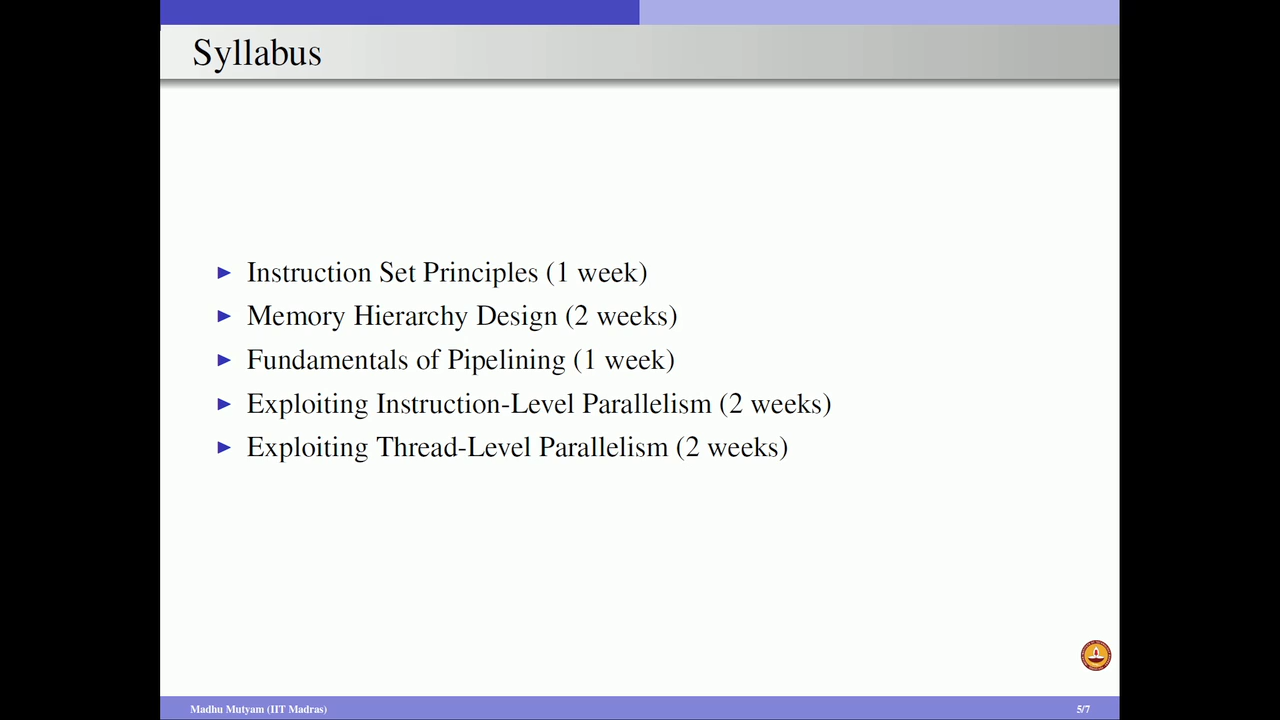 Syllabus
Instruction Set Principles (1 week)
Memory Hierarchy Design (2 weeks)
Fundamentals of Pipelining (1 week)
Exploiting Instruction-Level Parallelism (2 weeks)
Exploiting Thread-Level Parallelism (2 weeks)
Madhu Mutyam (IIT Madras)
5/7